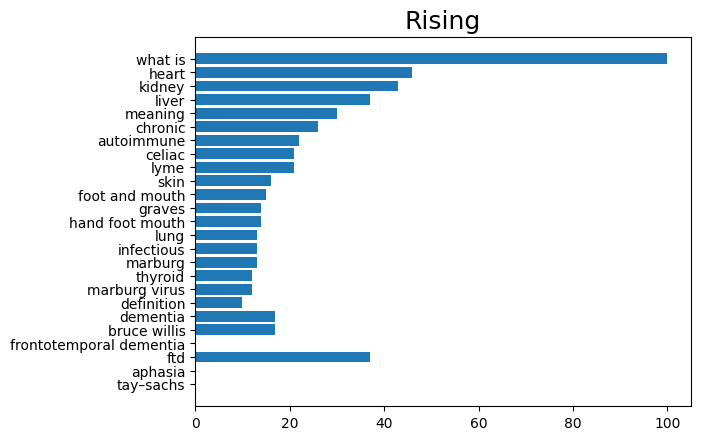 Rising
what is
heart
kidney
liver
meaning
chronic
autoimmune
celiac
lyme
skin
foot and mouth
graves
hand foot mouth
lung
infectious
marburg
thyroid
marburg virus
definition
dementia
bruce willis
frontotemporal dementia
ftd
aphasia
tay–sachs
0 20 40 60 80 100